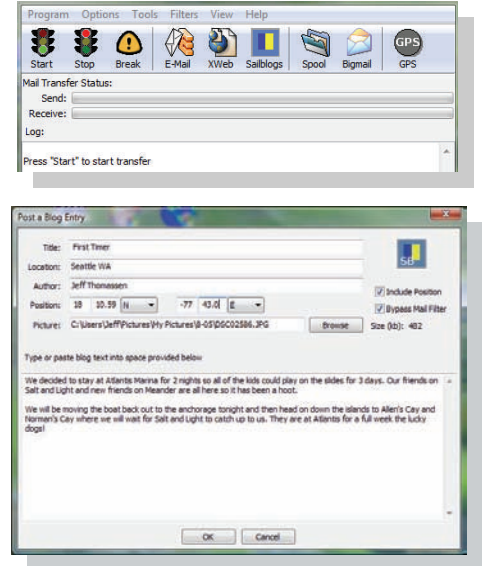 Program Options Tools Filters View Help
Start Stop Break E-Mail XWeb Sailblogs Spool Bigmail GPS GPS
Mail Transfer Status:
Send:
Receive:
Log:
Press "Start" to start transfer
Post a Blog Entry
Title: First Timer
Location: Seattle WA
SB
Author: Jeff Thomassen
Include Position
Position: 18 10.59 N -77 43.0 E
Bypass Mail Filter
Picture: C:\Users\Jeff\Pictures\My Pictures\8-05\DSC02586.JPG Browse Size (kb): 482
Type or paste blog text into space provided below
We decided to stay at Atlantis Marina for 2 nights so all of the kids could play on the slides for 3 days. Our friends on
Salt and Light and new friends on Meander are all here so it has been a hoot.
We will be moving the boat back out to the anchorage tonight and then head on down the islands to Allen's Cay and
Norman's Cay where we will wait for Salt and Light to catch up to us. They are at Atlantis for a full week the lucky
dogs!
OK Cancel